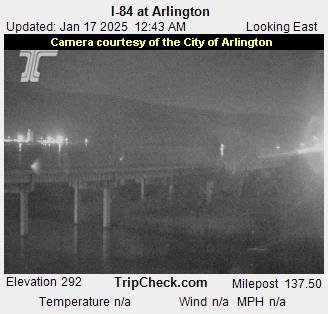 I-84 at Arlington
Updated: Jan 17 2025 12:43 AM Looking East
Camera courtesy of the City of Arlington
Elevation 292 TripCheck.com Milepost 137.50
Temperature n/a Wind n/a MPH n/a